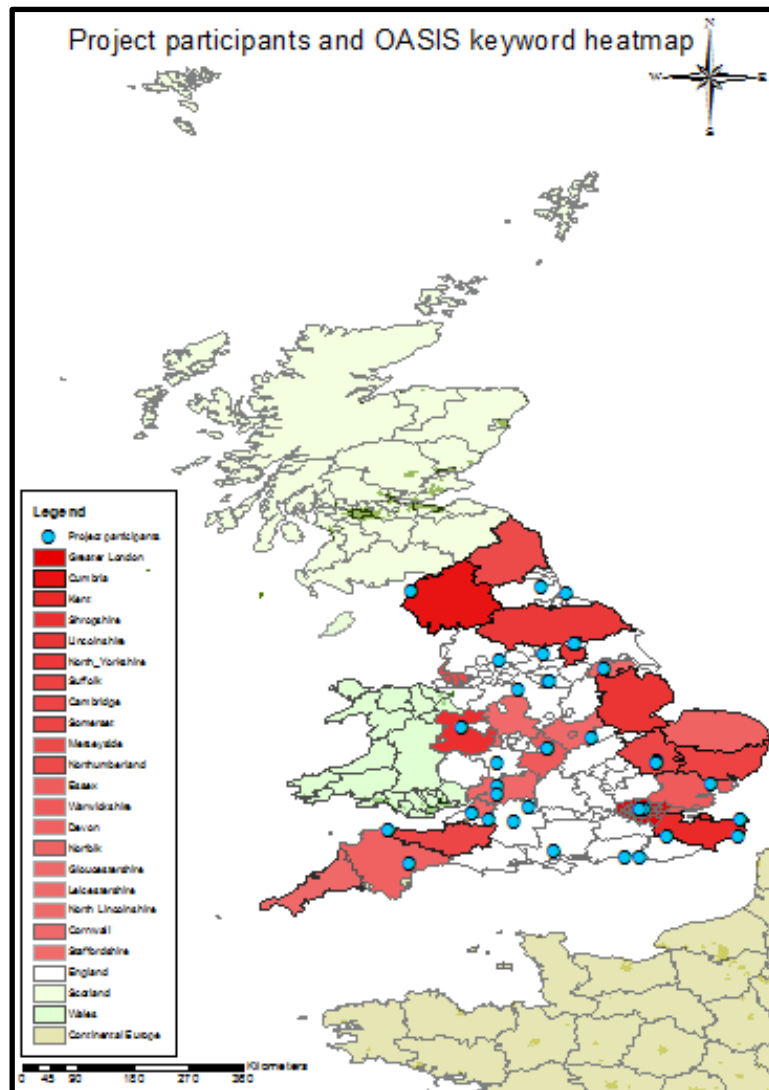 Project participants and OASIS keyword heatmap
N
W
E
S
Legend
Project participants
Greater London
Cumbria
Kent
Shropshire
Lincolnshire
North_Yorkshire
Suffolk
Cambridge
Somerset
Merseyside
Northumberland
Essex
Warwickshire
Devon
Norfolk
Gloucestershire
Leicestershire
North Lincolnshire
Cornwall
Staffordshire
England
Scotland
Wales
Continental Europe
Kilometers
0 45 90 180 270 360